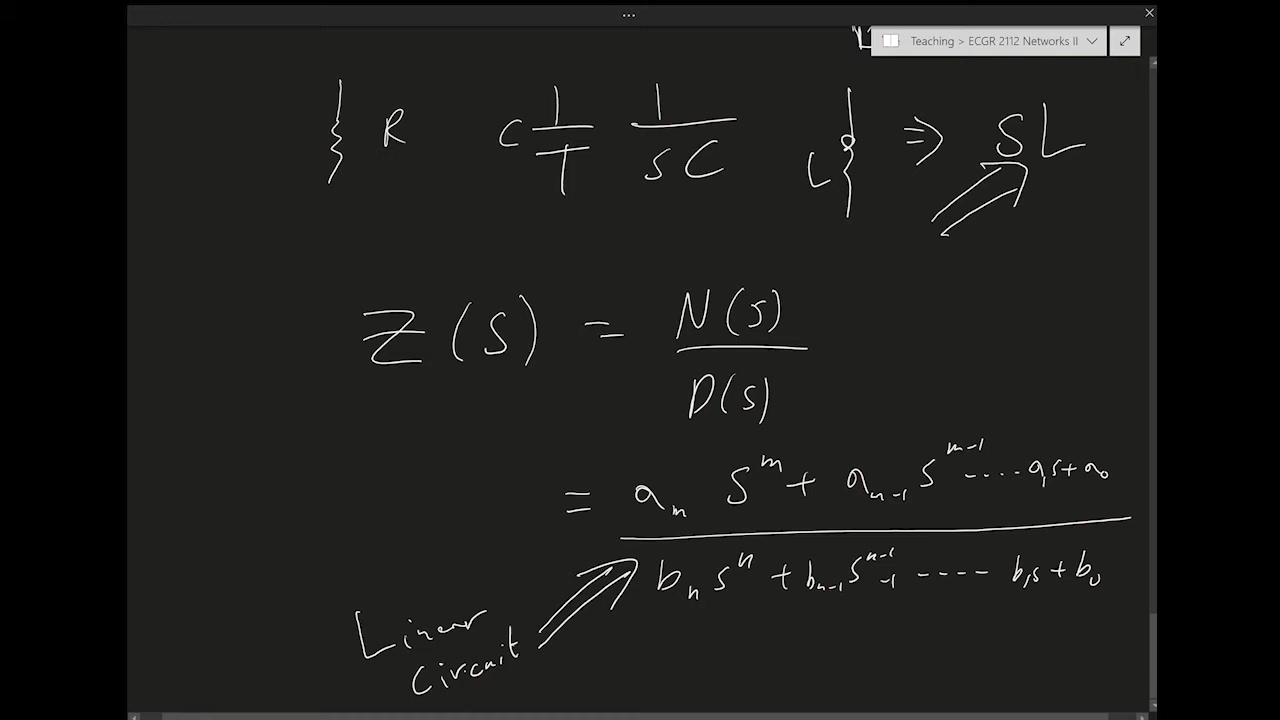 Teaching > ECGR 2112 Networks II
R C 1/sC L ⇒ SL
Z(s) = N(s)/D(s)
= (a_m s^m + a_{n-1} s^{m-1} ..... a_1 s + a_0)/(b_n s^n + b_{n-1} s^{n-1} -1 ---- b_1 s + b_0)
Linear
Circuit